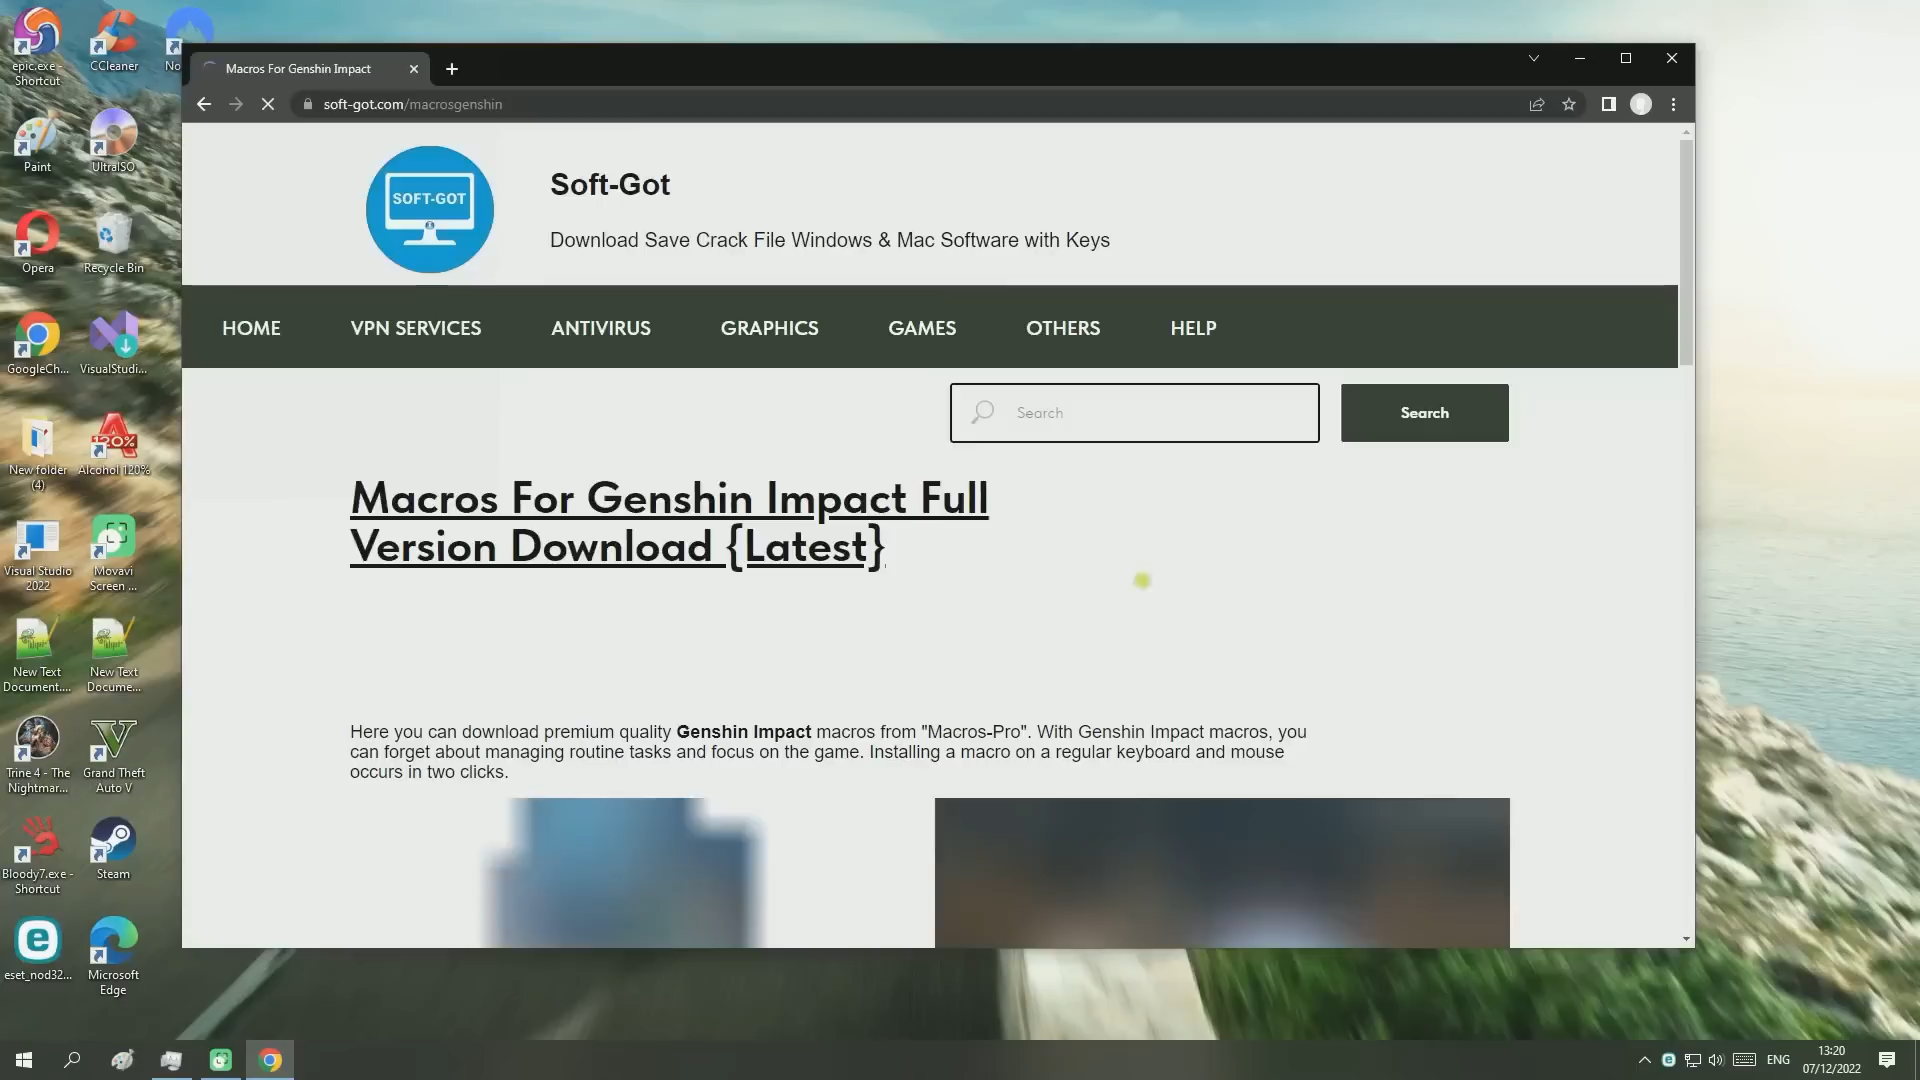 epic.exe -
Shortcut
CCleaner
No
Paint
UltraISO
Opera
Recycle Bin
GoogleCh...
VisualStudi...
New folder
(4)
Alcohol 120%
120%
Visual Studio
2022
Movavi
Screen ...
New Text
Document....
New Text
Docume...
Trine 4 - The
Nightmar...
Grand Theft
Auto V
Bloody7.exe -
Shortcut
Steam
eset_nod32...
Microsoft
Edge
Macros For Genshin Impact
soft-got.com/macrosgenshin
SOFT-GOT
Soft-Got
Download Save Crack File Windows & Mac Software with Keys
HOME VPN SERVICES ANTIVIRUS GRAPHICS GAMES OTHERS HELP
Search
Search
Macros For Genshin Impact Full
Version Download {Latest}
Here you can download premium quality Genshin Impact macros from "Macros-Pro". With Genshin Impact macros, you
can forget about managing routine tasks and focus on the game. Installing a macro on a regular keyboard and mouse
occurs in two clicks.
ENG
13:20
07/12/2022